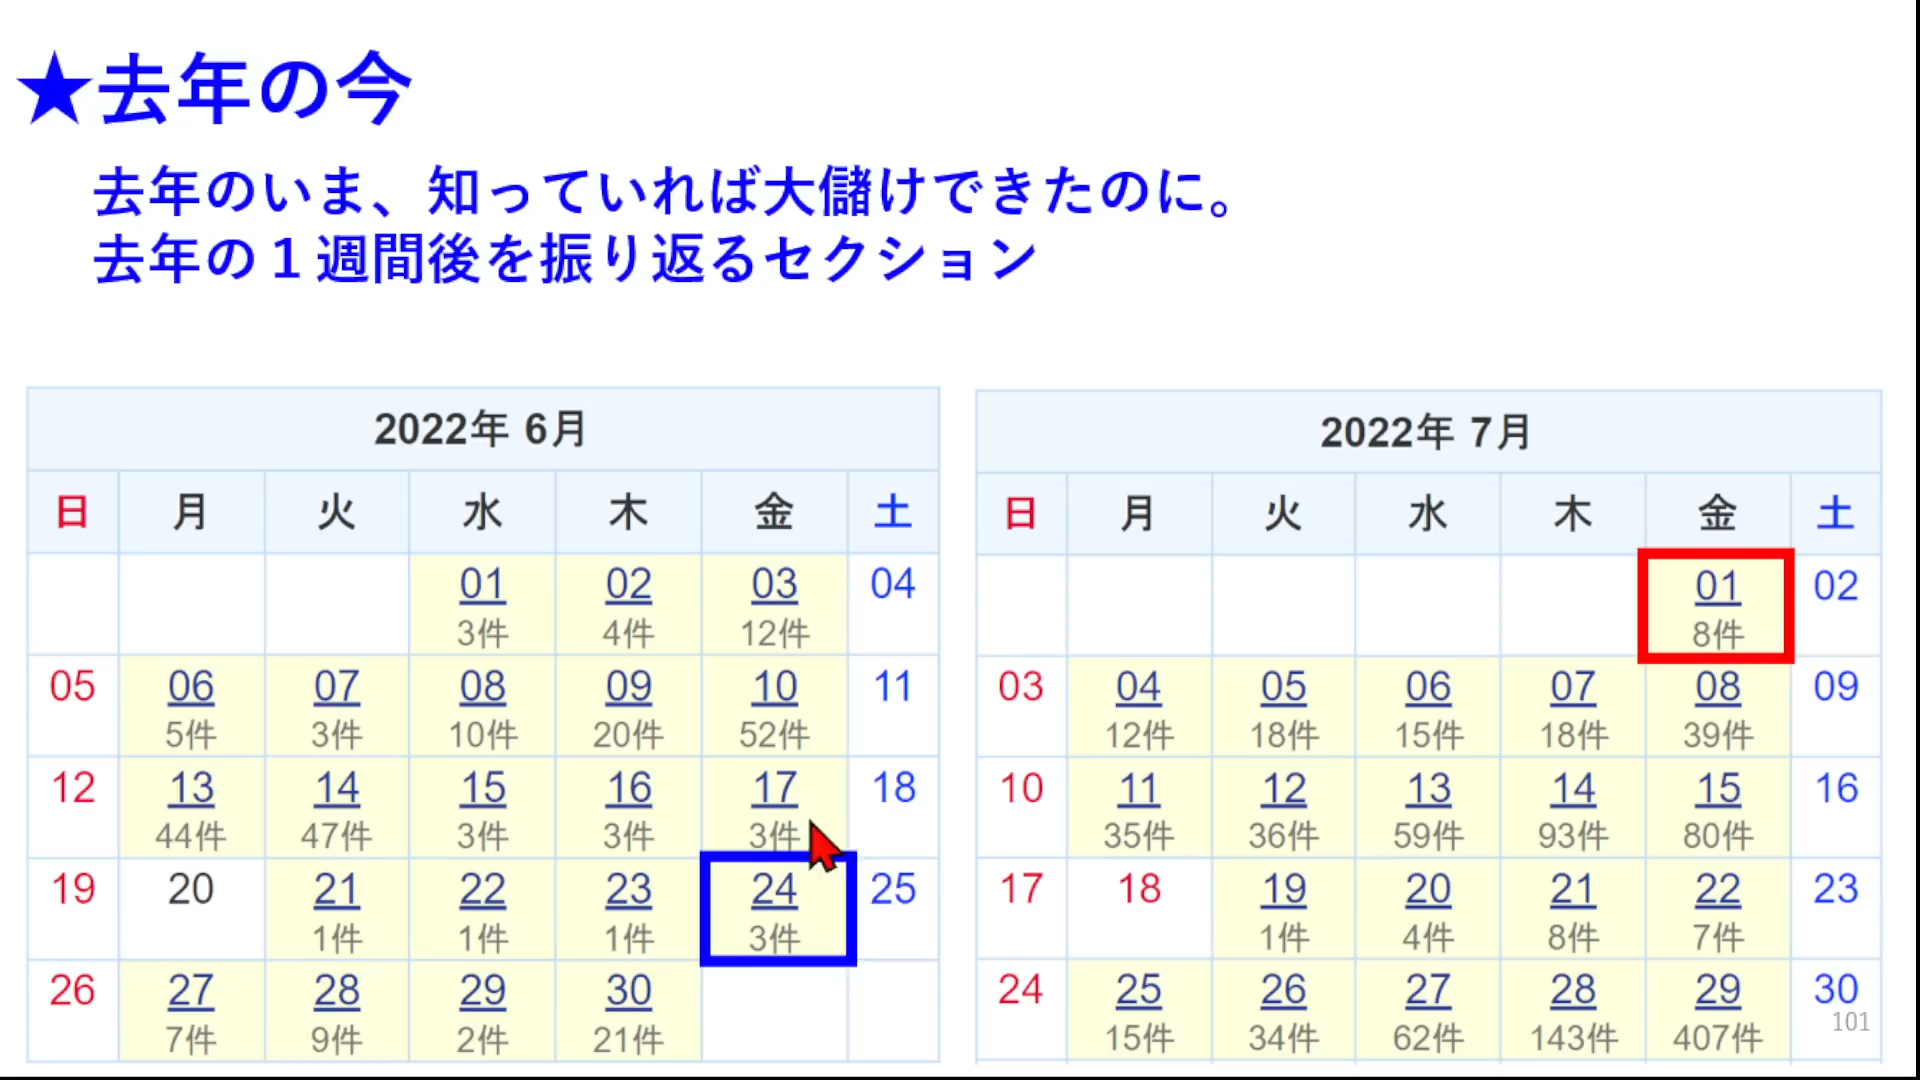 ★去年の今
去年のいま、知っていれば大儲けできたのに。
去年の１週間後を振り返るセクション
2022年 6月
日 月 火 水 木 金 土
01 02 03 04
3件 4件 12件
05 06 07 08 09 10 11
5件 3件 10件 20件 52件
12 13 14 15 16 17 18
44件 47件 3件 3件 3件
19 20 21 22 23 24 25
1件 1件 1件 3件
26 27 28 29 30
7件 9件 2件 21件
2022年 7月
日 月 火 水 木 金 土
01 02
8件
03 04 05 06 07 08 09
12件 18件 15件 18件 39件
10 11 12 13 14 15 16
35件 36件 59件 93件 80件
17 18 19 20 21 22 23
1件 4件 8件 7件
24 25 26 27 28 29 30
15件 34件 62件 143件 407件
101